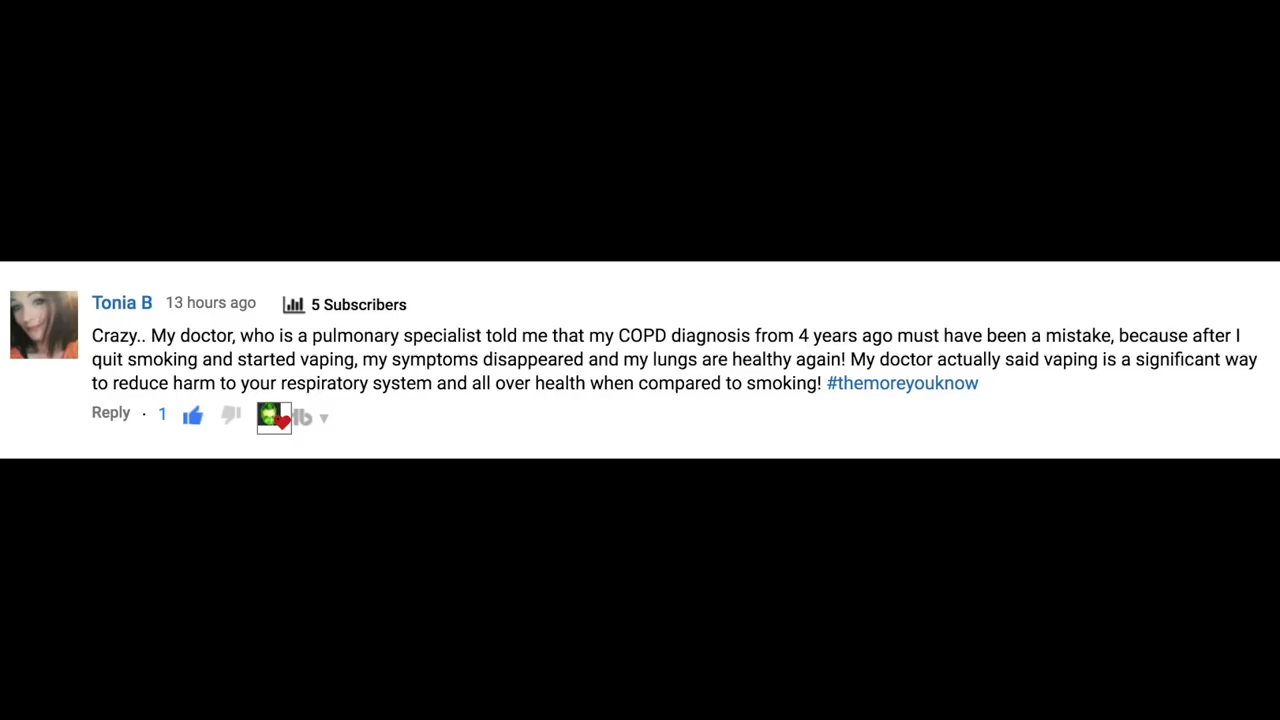 Tonia B 13 hours ago 5 Subscribers
Crazy.. My doctor, who is a pulmonary specialist told me that my COPD diagnosis from 4 years ago must have been a mistake, because after I
quit smoking and started vaping, my symptoms disappeared and my lungs are healthy again! My doctor actually said vaping is a significant way
to reduce harm to your respiratory system and all over health when compared to smoking! #themoreyouknow
Reply · 1